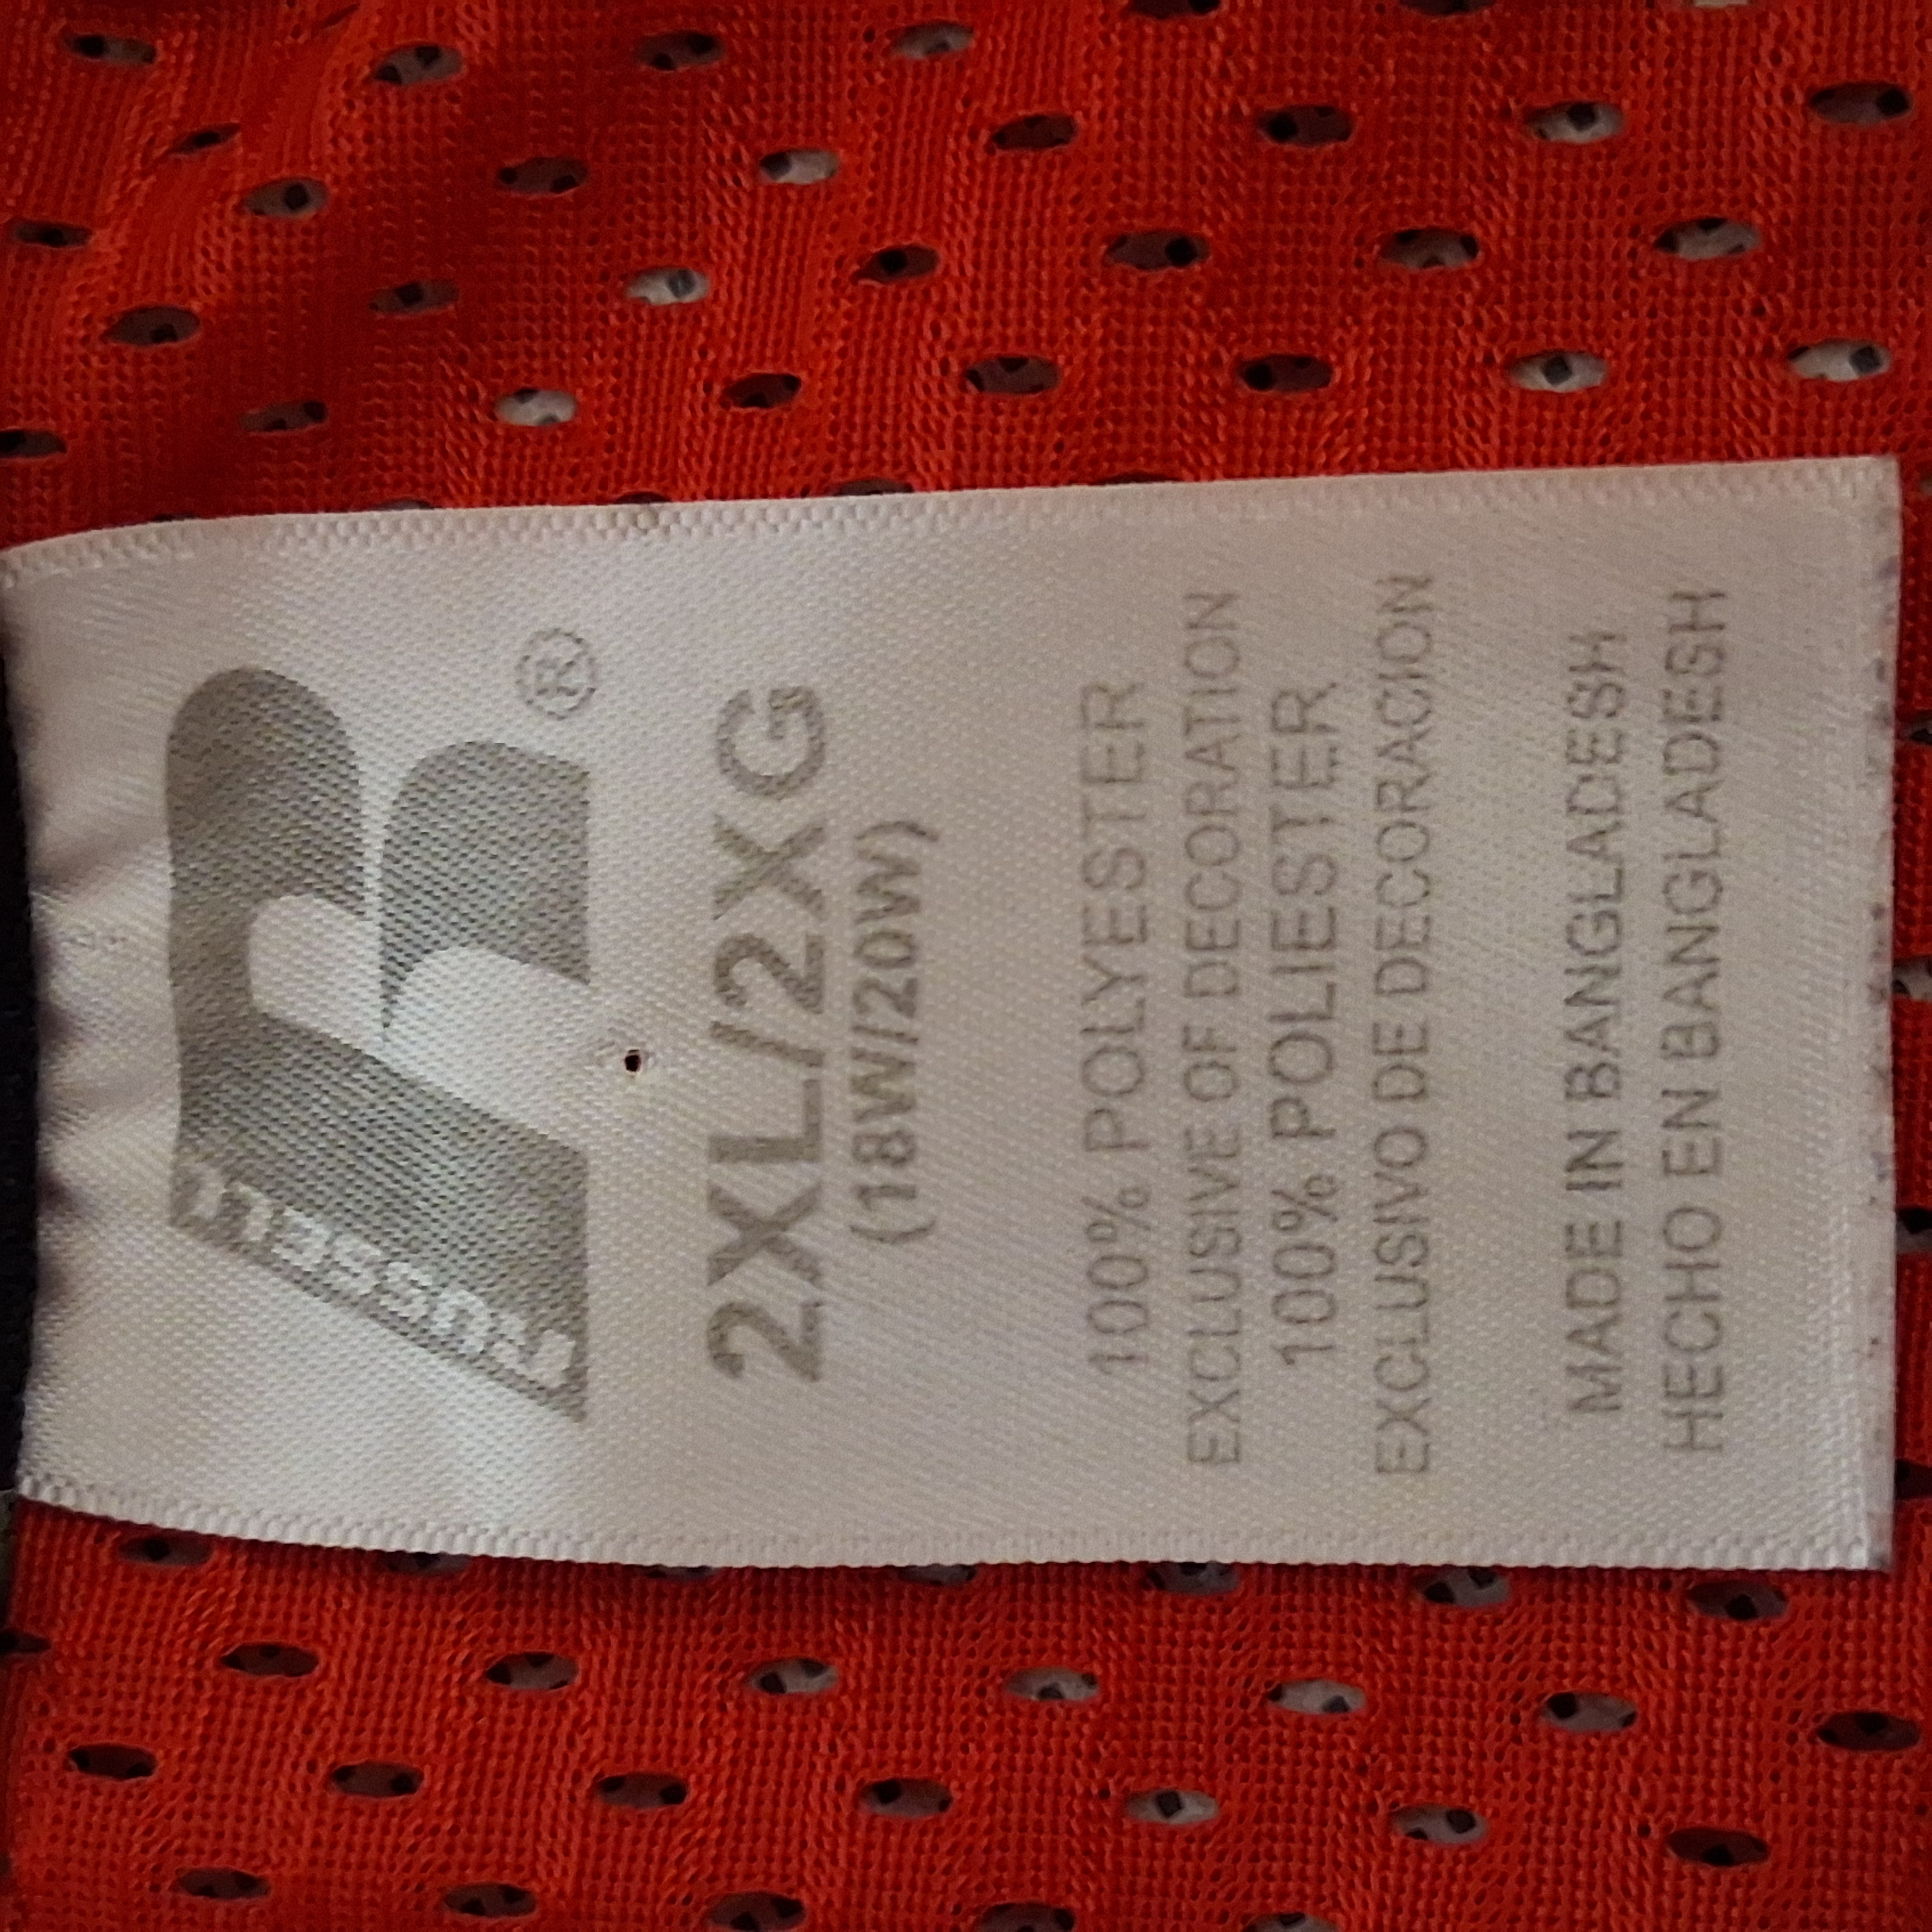 RUSSELL
®
2XL/2XG
(18W/20W)
100% POLYESTER
EXCLUSIVE OF DECORATION
100% POLIESTER
EXCLUSIVO DE DECORACION
MADE IN BANGLADESH
HECHO EN BANGLADESH